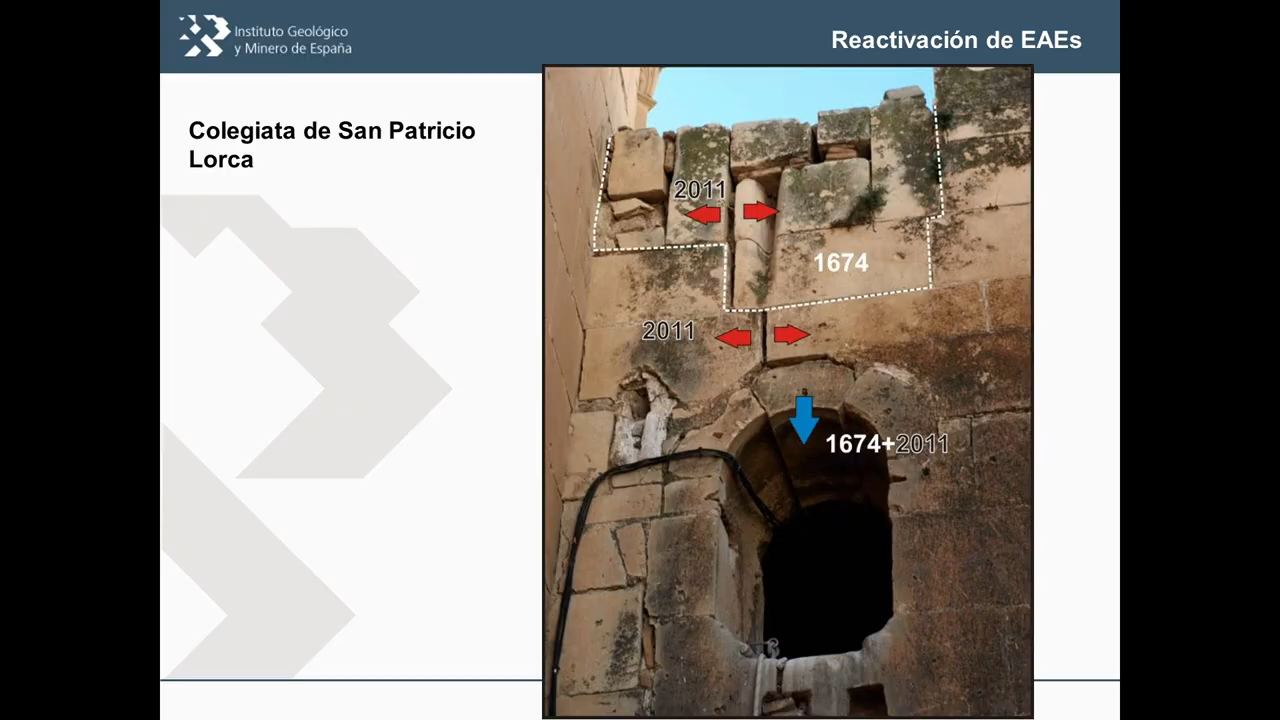 Instituto Geológico
y Minero de España
Reactivación de EAEs
Colegiata de San Patricio
Lorca
2011
1674
2011
1674+2011